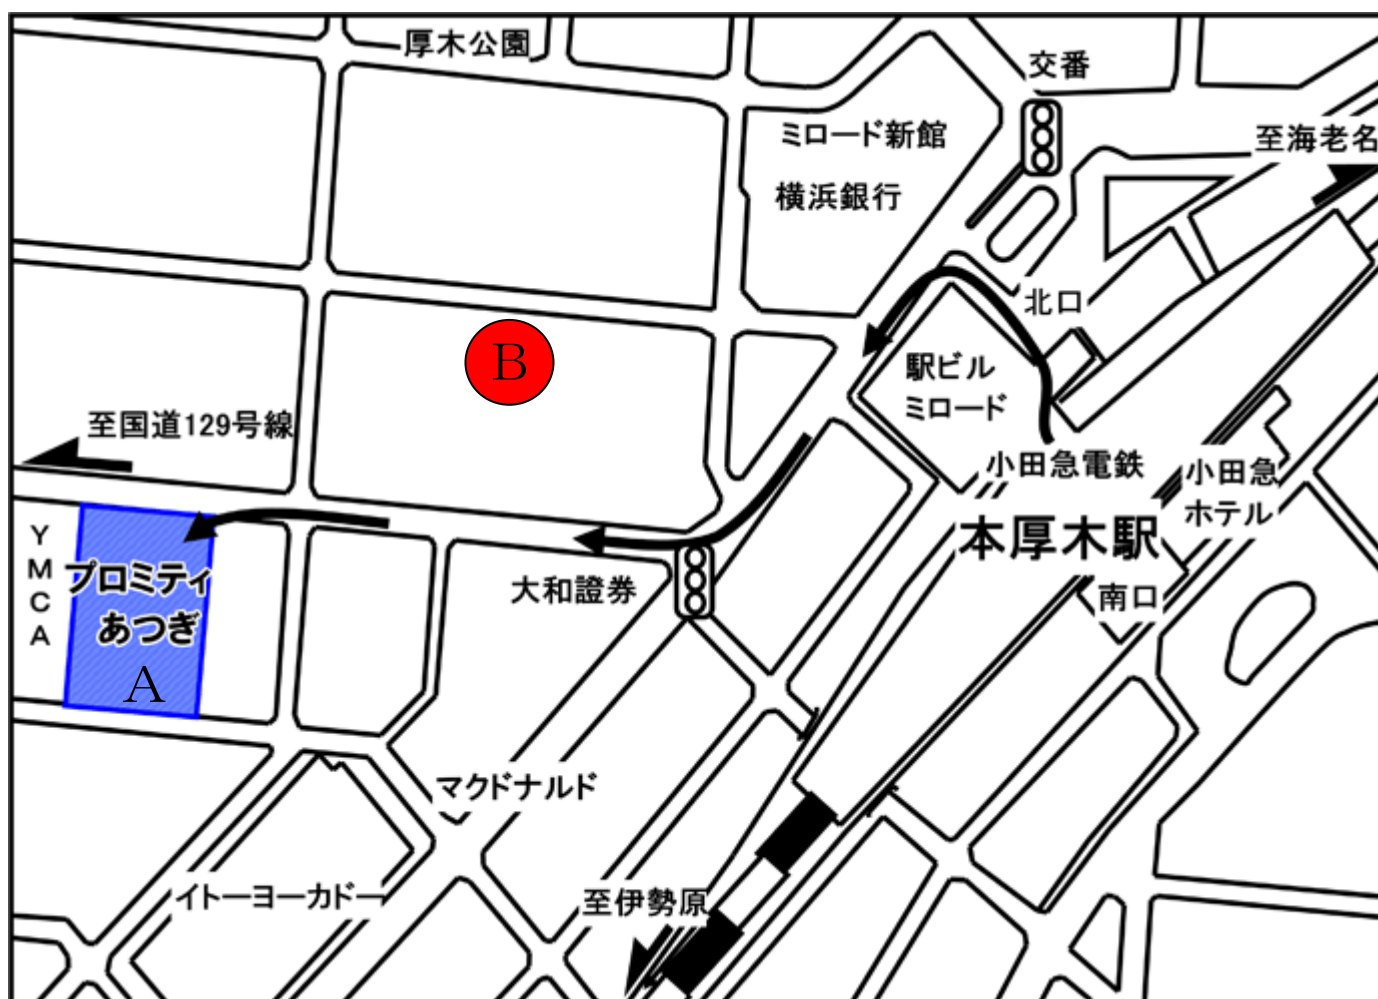 厚木公園
交番
ミロード新館
至海老名
横浜銀行
北口
B
駅ビル
ミロード
至国道129号線
小田急電鉄
小田急
ホテル
本厚木駅
YMCA
プロミティ
あつぎ
大和證券
南口
A
マクドナルド
イトーヨーカドー
至伊勢原